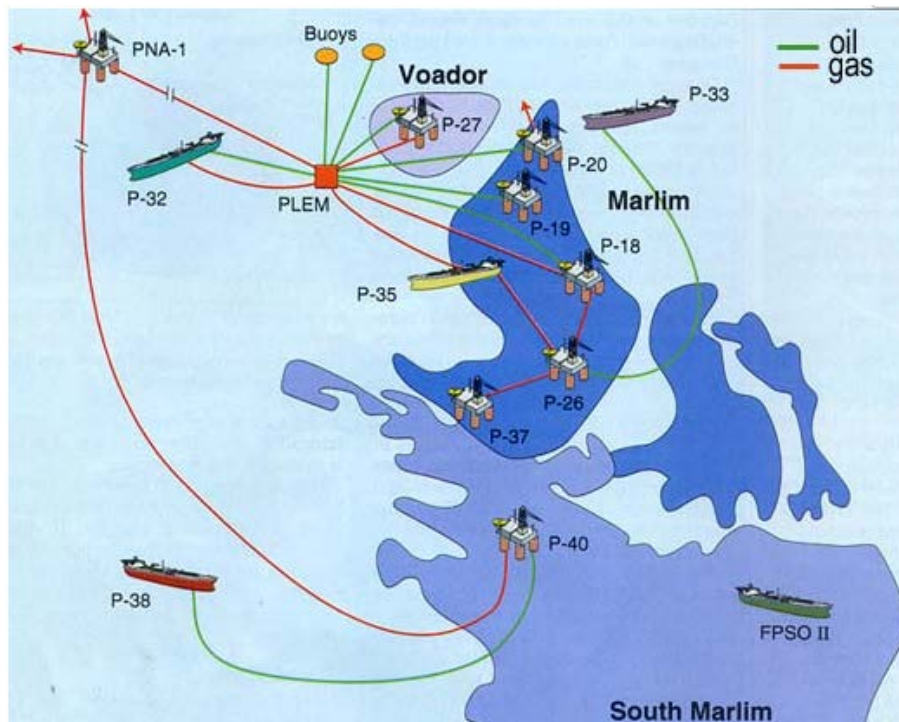 PNA-1
Buoys
oil
gas
Voador
P-33
P-27
P-20
P-32
PLEM
P-19
Marlim
P-18
P-35
P-26
P-37
P-40
P-38
FPSO II
South Marlim